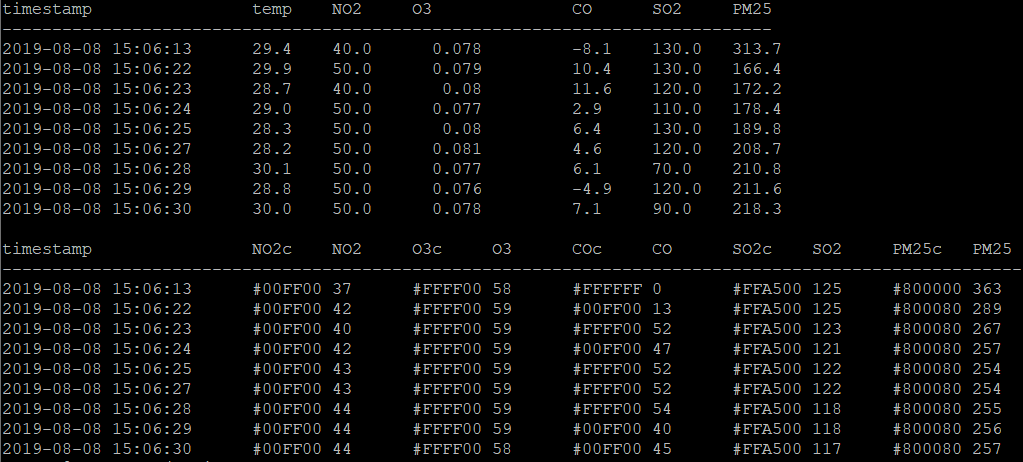 timestamp temp NO2 O3 CO SO2 PM25
--------------------------------------------------------------------------------
2019-08-08 15:06:13 29.4 40.0 0.078 -8.1 130.0 313.7
2019-08-08 15:06:22 29.9 50.0 0.079 10.4 130.0 166.4
2019-08-08 15:06:23 28.7 40.0 0.08 11.6 120.0 172.2
2019-08-08 15:06:24 29.0 50.0 0.077 2.9 110.0 178.4
2019-08-08 15:06:25 28.3 50.0 0.08 6.4 130.0 189.8
2019-08-08 15:06:27 28.2 50.0 0.081 4.6 120.0 208.7
2019-08-08 15:06:28 30.1 50.0 0.077 6.1 70.0 210.8
2019-08-08 15:06:29 28.8 50.0 0.076 -4.9 120.0 211.6
2019-08-08 15:06:30 30.0 50.0 0.078 7.1 90.0 218.3
timestamp NO2c NO2 O3c O3 COc CO SO2c SO2 PM25c PM25
------------------------------------------------------------------------------------------------------
2019-08-08 15:06:13 #00FF00 37 #FFFF00 58 #FFFFFF 0 #FFA500 125 #800000 363
2019-08-08 15:06:22 #00FF00 42 #FFFF00 59 #00FF00 13 #FFA500 125 #800080 289
2019-08-08 15:06:23 #00FF00 40 #FFFF00 59 #00FF00 52 #FFA500 123 #800080 267
2019-08-08 15:06:24 #00FF00 42 #FFFF00 59 #00FF00 47 #FFA500 121 #800080 257
2019-08-08 15:06:25 #00FF00 43 #FFFF00 59 #00FF00 52 #FFA500 122 #800080 254
2019-08-08 15:06:27 #00FF00 43 #FFFF00 59 #00FF00 52 #FFA500 122 #800080 254
2019-08-08 15:06:28 #00FF00 44 #FFFF00 59 #00FF00 54 #FFA500 118 #800080 255
2019-08-08 15:06:29 #00FF00 44 #FFFF00 59 #00FF00 40 #FFA500 118 #800080 256
2019-08-08 15:06:30 #00FF00 44 #FFFF00 58 #00FF00 45 #FFA500 117 #800080 257